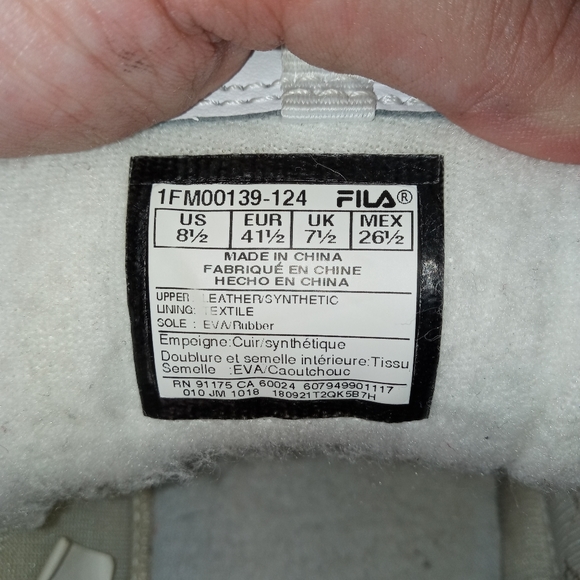 1FM00139-124 FILA®
US EUR UK MEX
8½ 41½ 7½ 26½
MADE IN CHINA
FABRIQUÉ EN CHINE
HECHO EN CHINA
UPPER LEATHER/SYNTHETIC
LINING: TEXTILE
SOLE : EVA/Rubber
Empeigne:Cuir/synthétique
Doublure et semelle intérieure:Tissu
Semelle :EVA/Caoutchouc
RN 91175 CA 60024 607949901117
010 JM 1018 180921T2QK5B7H